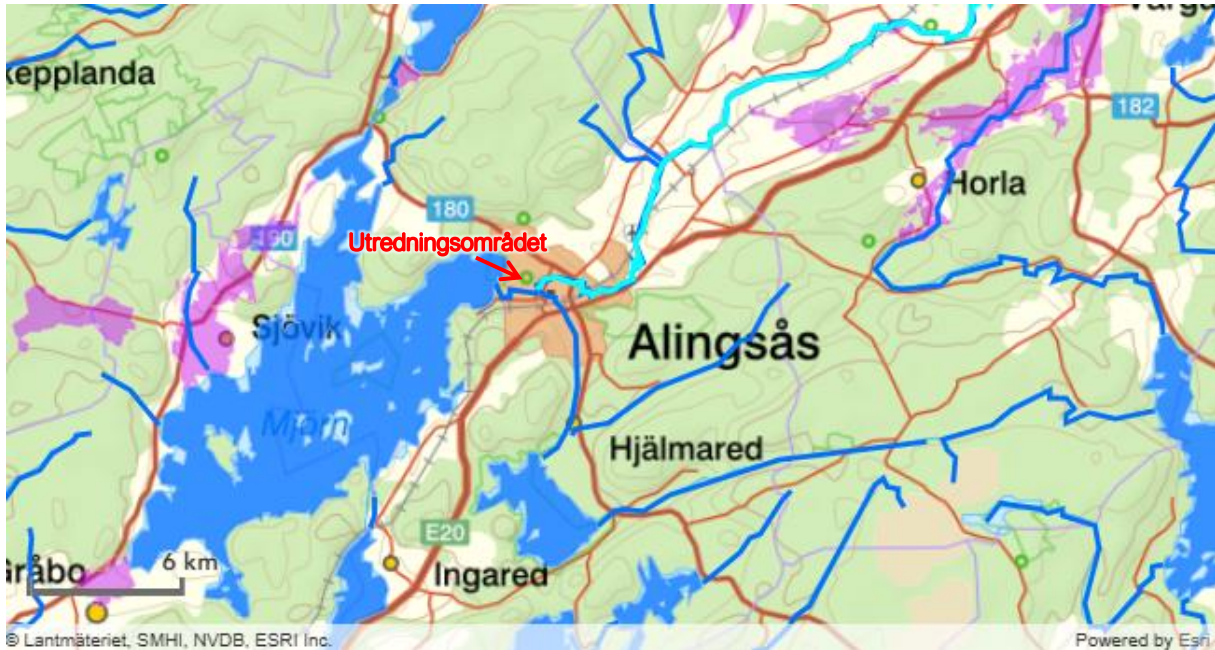 kepplanda
182
Horla
180
190
Utredningsområdet
Sjövik
Alingsås
Mjörn
Hjälmared
E20
6 km
Ingared
Gråbo
© Lantmäteriet, SMHI, NVDB, ESRI Inc.
Powered by Esri